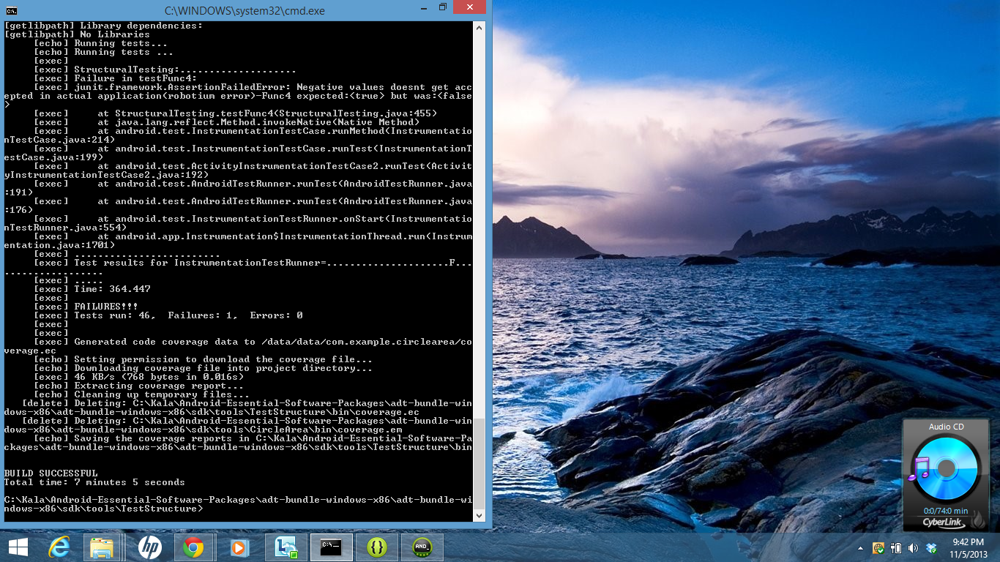 C:\WINDOWS\system32\cmd.exe
[getlibpath] Library dependencies:
[getlibpath] No Libraries
[echo] Running tests...
[echo] Running tests ...
[exec]
[exec] StructuralTesting:....................
[exec] Failure in testFunc4:
[exec] junit.framework.AssertionFailedError: Negative values doesnt get acc
epted in actual application(robotium error)-Func4 expected:<true> but was:<false
>
[exec]     at StructuralTesting.testFunc4(StructuralTesting.java:455)
[exec]     at java.lang.reflect.Method.invokeNative(Native Method)
[exec]     at android.test.InstrumentationTestCase.runMethod(Instrumentatio
nTestCase.java:214)
[exec]     at android.test.InstrumentationTestCase.runTest(InstrumentationT
estCase.java:199)
[exec]     at android.test.ActivityInstrumentationTestCase2.runTest(Activit
yInstrumentationTestCase2.java:192)
[exec]     at android.test.AndroidTestRunner.runTest(AndroidTestRunner.java
:191)
[exec]     at android.test.AndroidTestRunner.runTest(AndroidTestRunner.java
:176)
[exec]     at android.test.InstrumentationTestRunner.onStart(Instrumentatio
nTestRunner.java:554)
[exec]     at android.app.Instrumentation$InstrumentationThread.run(Instrum
entation.java:1701)
[exec] .........................
[exec] Test results for InstrumentationTestRunner=.....................F...
.................
[exec] .....
[exec] Time: 364.447
[exec]
[exec] FAILURES!!!
[exec] Tests run: 46,  Failures: 1,  Errors: 0
[exec]
[exec]
[exec] Generated code coverage data to /data/data/com.example.circlearea/co
verage.ec
[echo] Setting permission to download the coverage file...
[echo] Downloading coverage file into project directory...
[exec] 46 KB/s (768 bytes in 0.016s)
[echo] Extracting coverage report...
[echo] Cleaning up temporary files...
[delete] Deleting: C:\Kala\Android-Essential-Software-Packages\adt-bundle-win
dows-x86\adt-bundle-windows-x86\sdk\tools\TestStructure\bin\coverage.ec
[delete] Deleting: C:\Kala\Android-Essential-Software-Packages\adt-bundle-win
dows-x86\adt-bundle-windows-x86\sdk\tools\CircleArea\bin\coverage.em
[echo] Saving the coverage reports in C:\Kala\Android-Essential-Software-Pa
ckages\adt-bundle-windows-x86\adt-bundle-windows-x86\sdk\tools\TestStructure\bin
BUILD SUCCESSFUL
Total time: 7 minutes 5 seconds
C:\Kala\Android-Essential-Software-Packages\adt-bundle-windows-x86\adt-bundle-wi
ndows-x86\sdk\tools\TestStructure>
Audio CD
0:0/74:0 min
CyberLink
hp
C:\
AND_
9:42 PM
11/5/2013